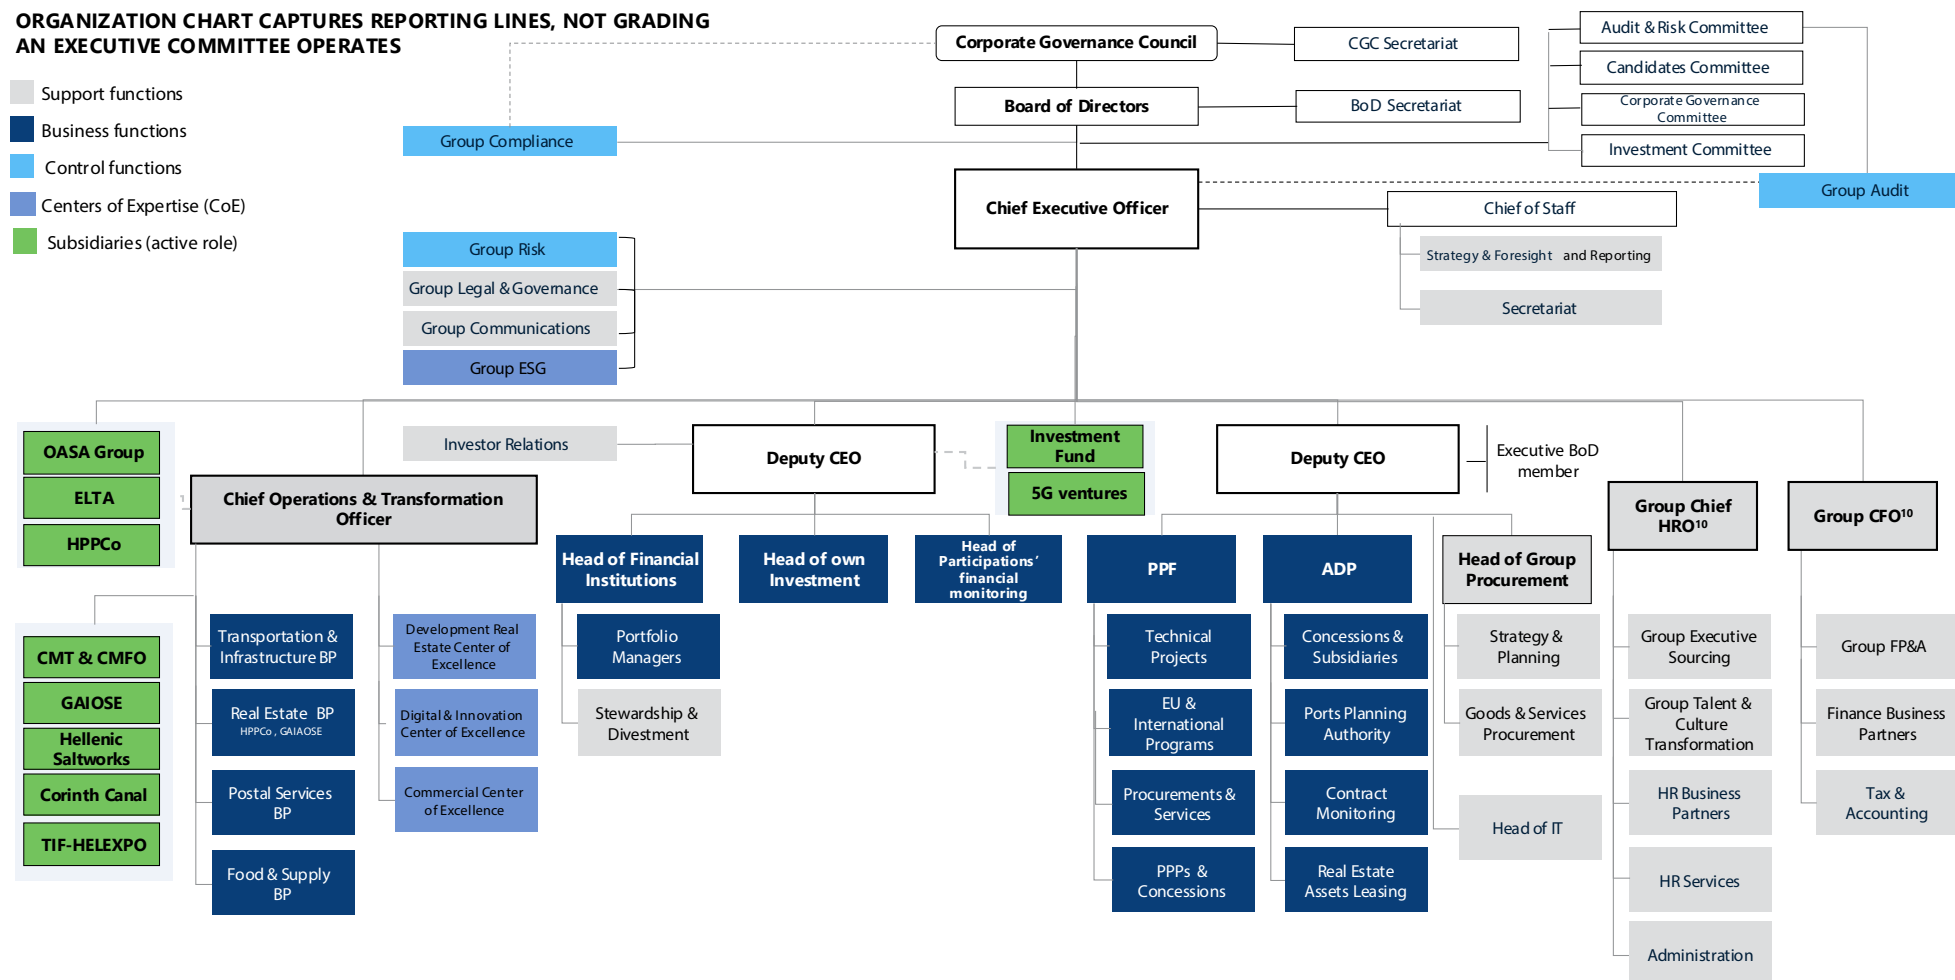 ORGANIZATION CHART CAPTURES REPORTING LINES, NOT GRADING
AN EXECUTIVE COMMITTEE OPERATES
Support functions
Business functions
Control functions
Centers of Expertise (CoE)
Subsidiaries (active role)
Corporate Governance Council
CGC Secretariat
Board of Directors
BoD Secretariat
Audit & Risk Committee
Candidates Committee
Corporate Governance
Committee
Investment Committee
Group Compliance
Chief Executive Officer
Group Audit
Chief of Staff
Strategy & Foresight and Reporting
Secretariat
Group Risk
Group Legal & Governance
Group Communications
Group ESG
OASA Group
ELTA
HPPCo
Chief Operations & Transformation
Officer
Investor Relations
Deputy CEO
Investment
Fund
5G ventures
Deputy CEO
Executive BoD
member
Group Chief
HRO10
Group CFO10
Head of Financial
Institutions
Head of own
Investment
Head of
Participations’
financial
monitoring
PPF
ADP
Head of Group
Procurement
CMT & CMFO
GAIOSE
Hellenic
Saltworks
Corinth Canal
TIF-HELEXPO
Transportation &
Infrastructure BP
Real Estate BP
HPPCo , GAIAOSE
Postal Services
BP
Food & Supply
BP
Development Real
Estate Center of
Excellence
Digital & Innovation
Center of Excellence
Commercial Center
of Excellence
Portfolio
Managers
Stewardship &
Divestment
Technical
Projects
EU &
International
Programs
Procurements &
Services
PPPs &
Concessions
Concessions &
Subsidiaries
Ports Planning
Authority
Contract
Monitoring
Real Estate
Assets Leasing
Strategy &
Planning
Goods & Services
Procurement
Head of IT
Group Executive
Sourcing
Group Talent &
Culture
Transformation
HR Business
Partners
HR Services
Administration
Group FP&A
Finance Business
Partners
Tax &
Accounting